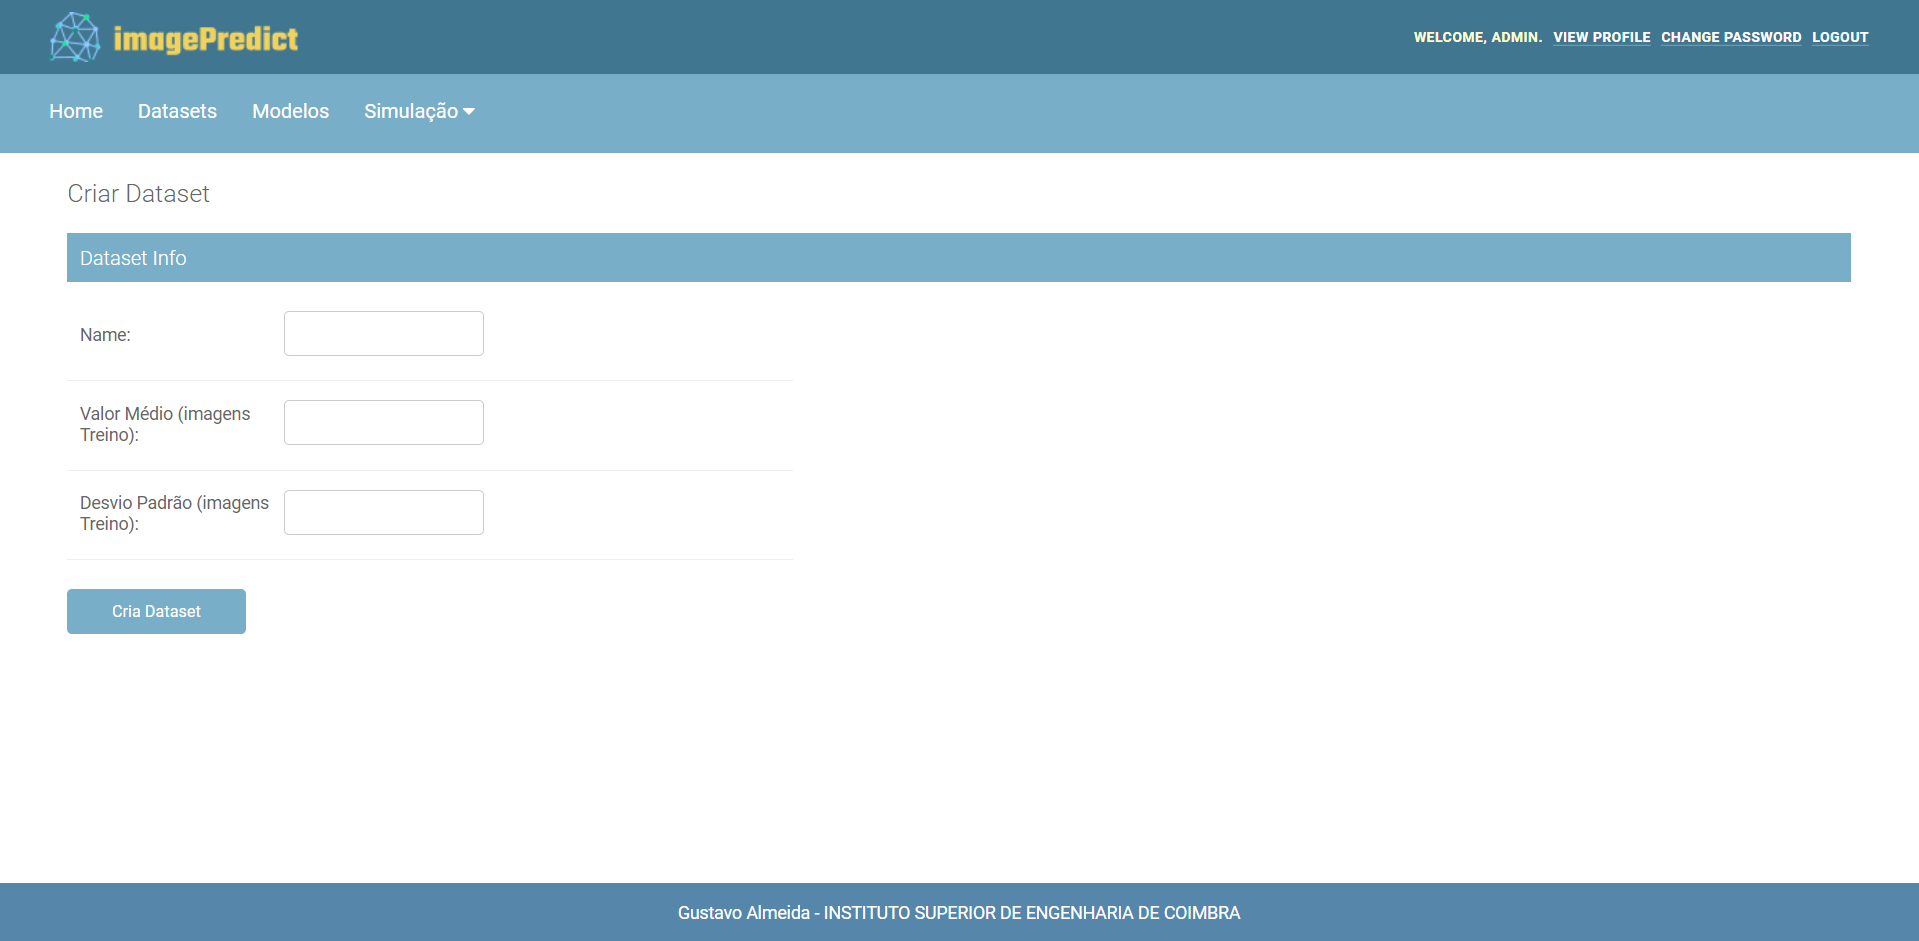 imagePredict
WELCOME, ADMIN. VIEW PROFILE CHANGE PASSWORD LOGOUT
Home Datasets Modelos Simulação
Criar Dataset
Dataset Info
Name:
Valor Médio (imagens
Treino):
Desvio Padrão (imagens
Treino):
Cria Dataset
Gustavo Almeida - INSTITUTO SUPERIOR DE ENGENHARIA DE COIMBRA